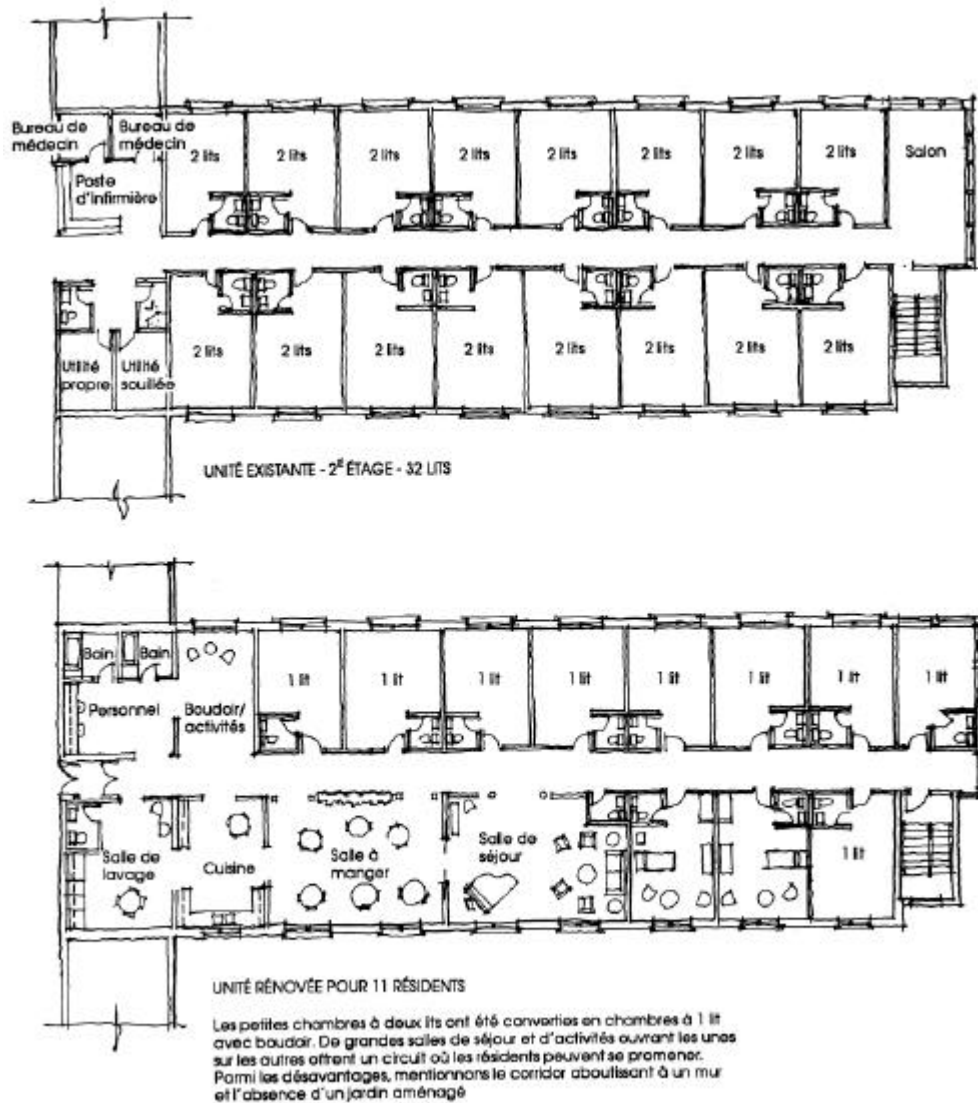 Bureau de médecin
Bureau de médecin
Poste d'infirmière
2 lits
2 lits
2 lits
2 lits
2 lits
2 lits
2 lits
2 lits
Salon
Utilité propre
Utilité souillée
2 lits
2 lits
2 lits
2 lits
2 lits
2 lits
2 lits
2 lits
UNITÉ EXISTANTE - 2e ÉTAGE - 32 LITS
Bain
Bain
Personnel
Boudoir/ activités
1 lit
1 lit
1 lit
1 lit
1 lit
1 lit
1 lit
1 lit
Salle de lavage
Cuisine
Salle à manger
Salle de séjour
1 lit
UNITÉ RÉNOVÉE POUR 11 RÉSIDENTS
Les petites chambres à deux lits ont été converties en chambres à 1 lit
avec boudoir. De grandes salles de séjour et d'activités ouvrant les unes
sur les autres offrent un circuit où les résidents peuvent se promener.
Parmi les désavantages, mentionnons le corridor aboutissant à un mur
et l'absence d'un jardin aménagé